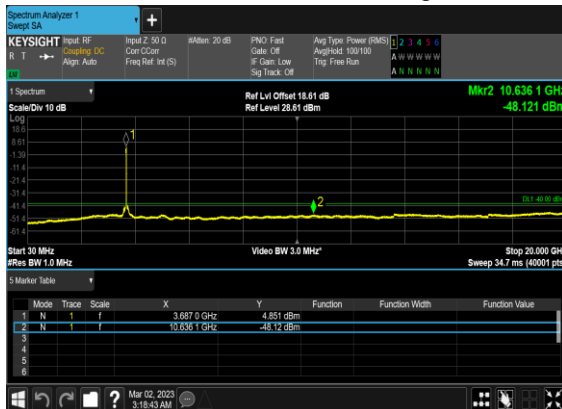 Spectrum Analyzer 1
Swept SA
KEYSIGHT Input: RF Input Z: 50 Ω #Atten: 20 dB PNO: Fast Avg Type: Power (RMS) 1 2 3 4 5 6
R T Coupling: DC Corr CCorr Gate: Off Avg|Hold: 100/100 A W W W W W
Align: Auto Freq Ref: Int (S) IF Gain: Low Trig: Free Run
Sig Track: Off A N N N N N
1 Spectrum
Ref Lvl Offset 18.61 dB Mkr2 10.636 1 GHz
Scale/Div 10 dB Ref Level 28.61 dBm -48.121 dBm
Log
18.6
8.61
-1.39
-11.4
-21.4
-31.4
-41.4
-51.4
-61.4
1
2
DL1 -40.00 dBm
Start 30 MHz Video BW 3.0 MHz* Stop 20.000 GHz
#Res BW 1.0 MHz Sweep 34.7 ms (40001 pts)
5 Marker Table
Mode Trace Scale X Y Function Function Width Function Value
1 N 1 f 3.687 0 GHz 4.851 dBm
2 N 1 f 10.636 1 GHz -48.12 dBm
3
4
5
6
? Mar 02, 2023
3:18:43 AM